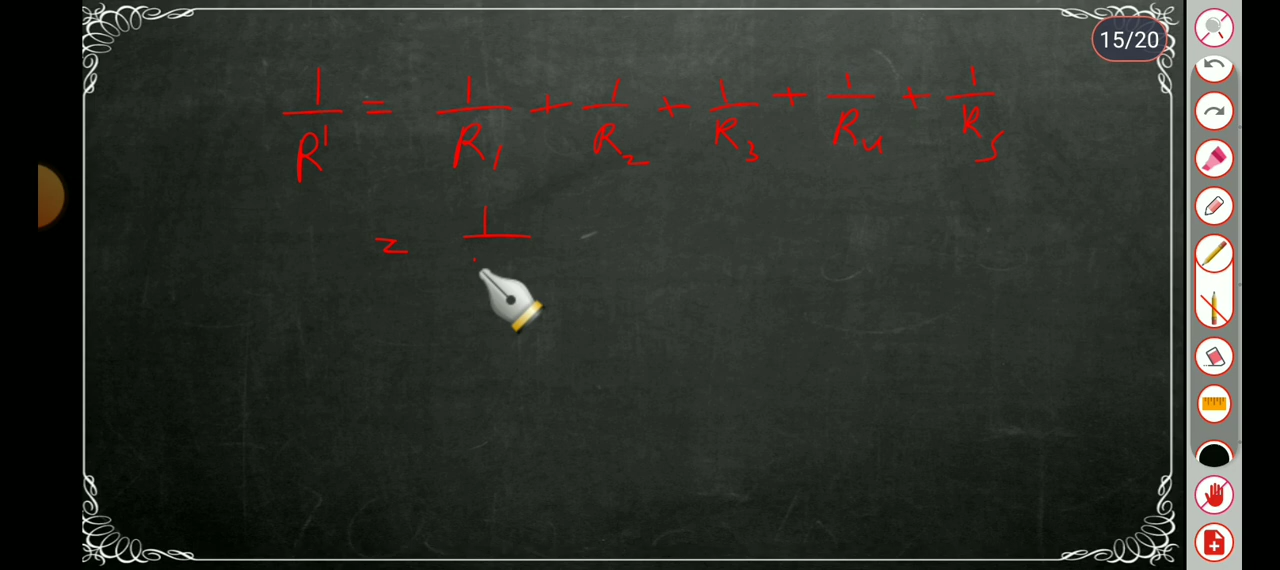 15/20
1/R' = 1/R1 + 1/R2 + 1/R3 + 1/R4 + 1/R5
= 1/